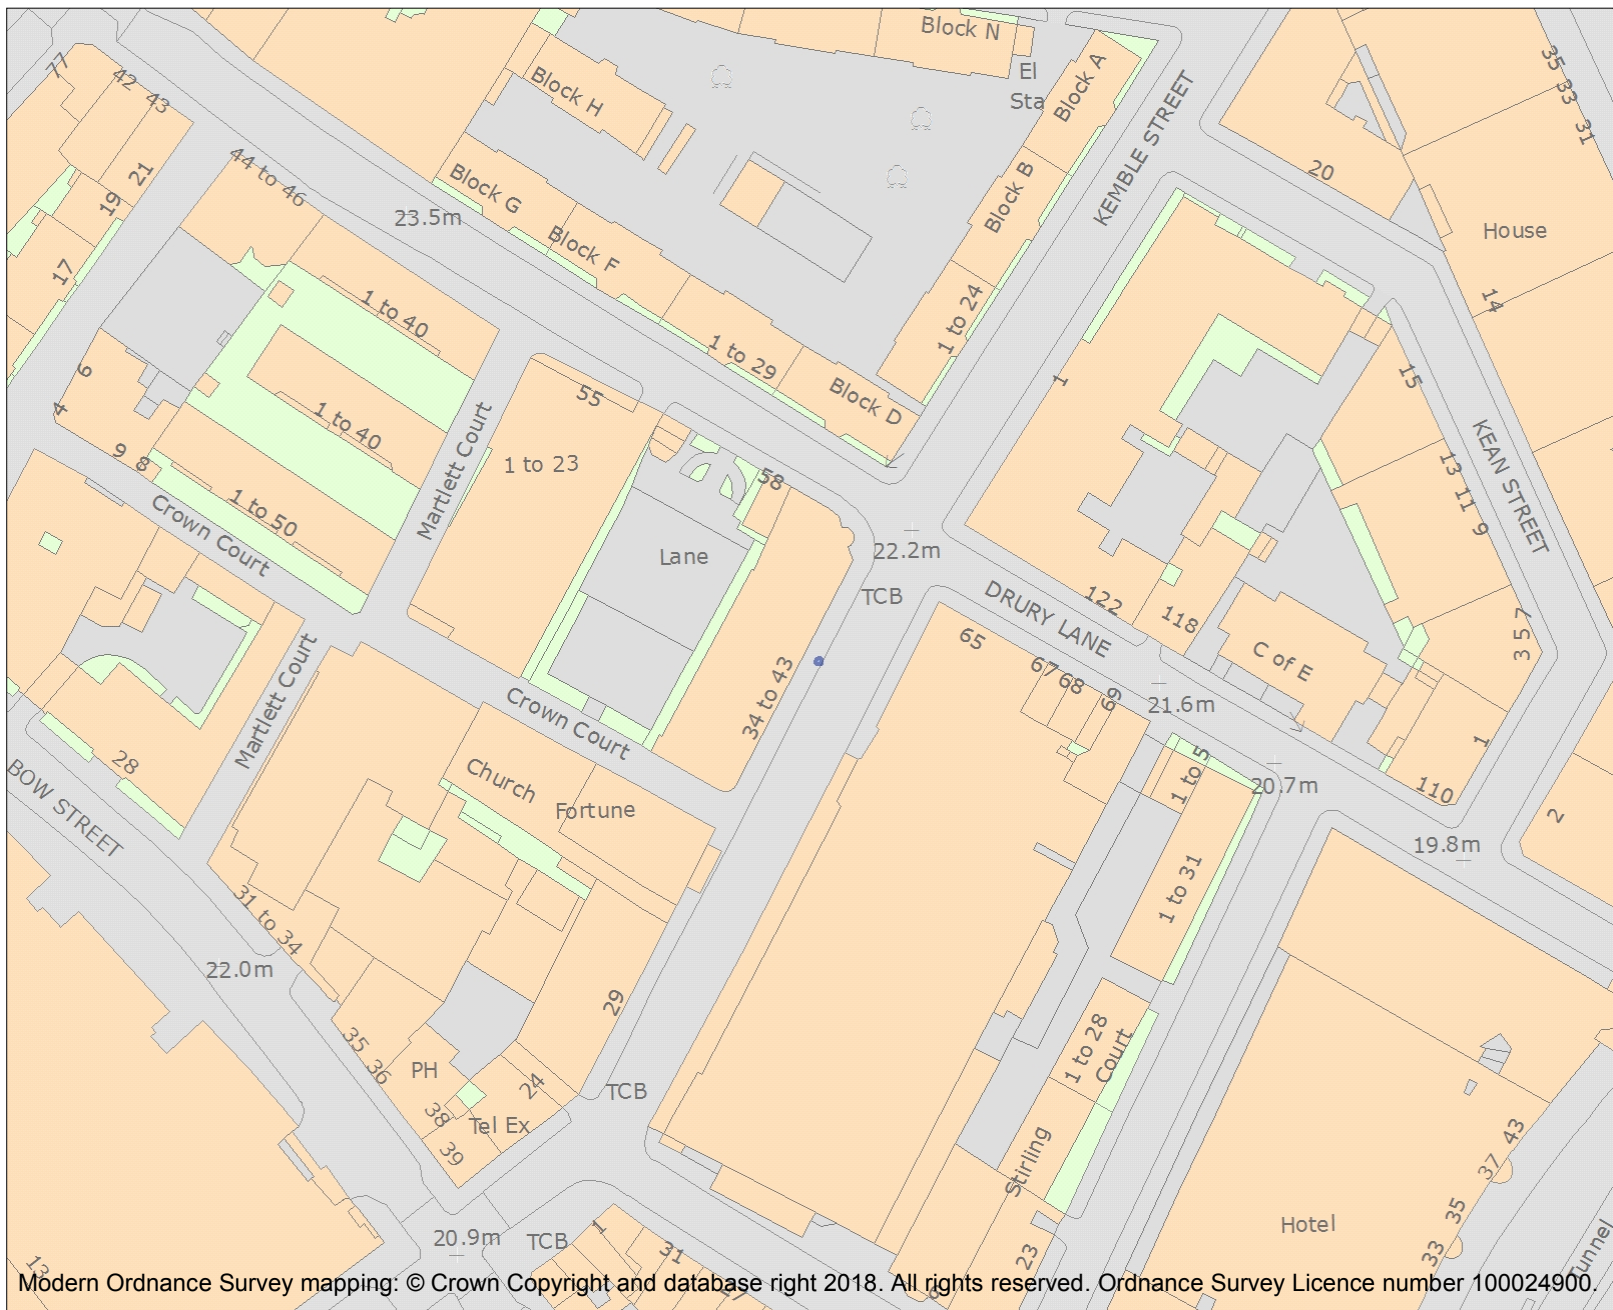 Block N
El
Sta
Block A
35
33
31
77
42
43
Block H
KEMBLE STREET
44 to 46
21
19
17
Block G
23.5m
Block F
Block B
20
House
14
1 to 40
1 to 29
1 to 24
Block D
1
15
6
4
9
8
1 to 40
1 to 50
Crown Court
Martlett Court
55
1 to 23
58
Lane
22.2m
TCB
DRURY LANE
122
118
C of E
13
11
9
KEAN STREET
7
5
3
1
110
2
65
67
68
69
21.6m
20.7m
19.8m
34 to 43
Crown Court
Martlett Court
28
BOW STREET
Church
Fortune
1 to 5
1 to 31
31 to 34
22.0m
29
35
36
PH
38
39
24
Tel Ex
TCB
1 to 28
Stirling Court
20.9m
TCB
1
31
27
23
6
Hotel
43
37
35
33
Tunnel
13
Modern Ordnance Survey mapping: © Crown Copyright and database right 2018. All rights reserved. Ordnance Survey Licence number 100024900.